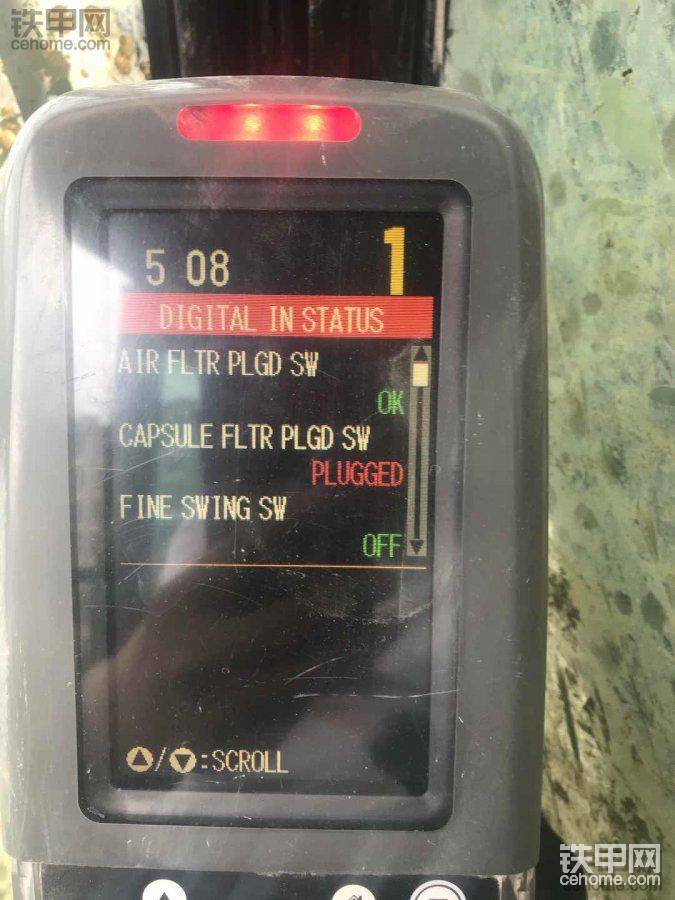 铁甲网
cehome.com
5 08
1
DIGITAL IN STATUS
AIR FLTR PLGD SW
OK
CAPSULE FLTR PLGD SW
PLUGGED
FINE SWING SW
OFF
:SCROLL
铁甲网
cehome.com